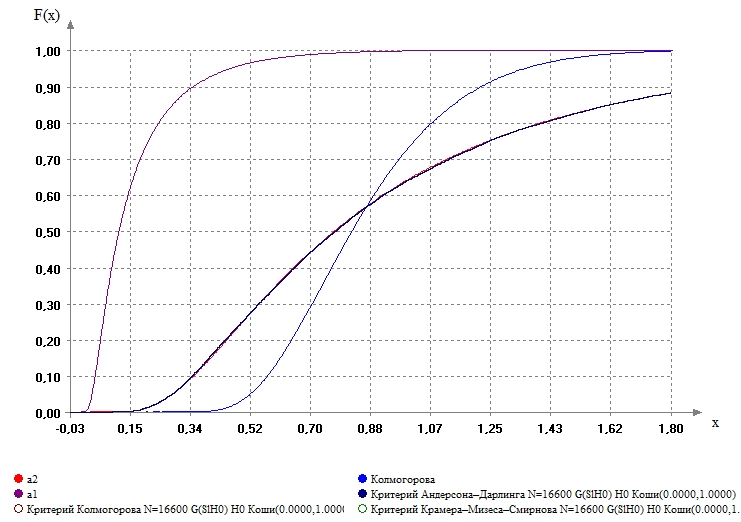 F(x)
1,00
0,90
0,80
0,70
0,60
0,50
0,40
0,30
0,20
0,10
0,00
-0,03 0,15 0,34 0,52 0,70 0,88 1,07 1,25 1,43 1,62 1,80
x
a2
a1
Критерий Колмогорова N=16600 G(S|H0) H0 Коши(0.0000,1.0000
Колмогорова
Критерий Андерсона–Дарлинга N=16600 G(S|H0) H0 Коши(0.0000,1.0000)
Критерий Крамера–Мизеса–Смирнова N=16600 G(S|H0) H0 Коши(0.0000,1.